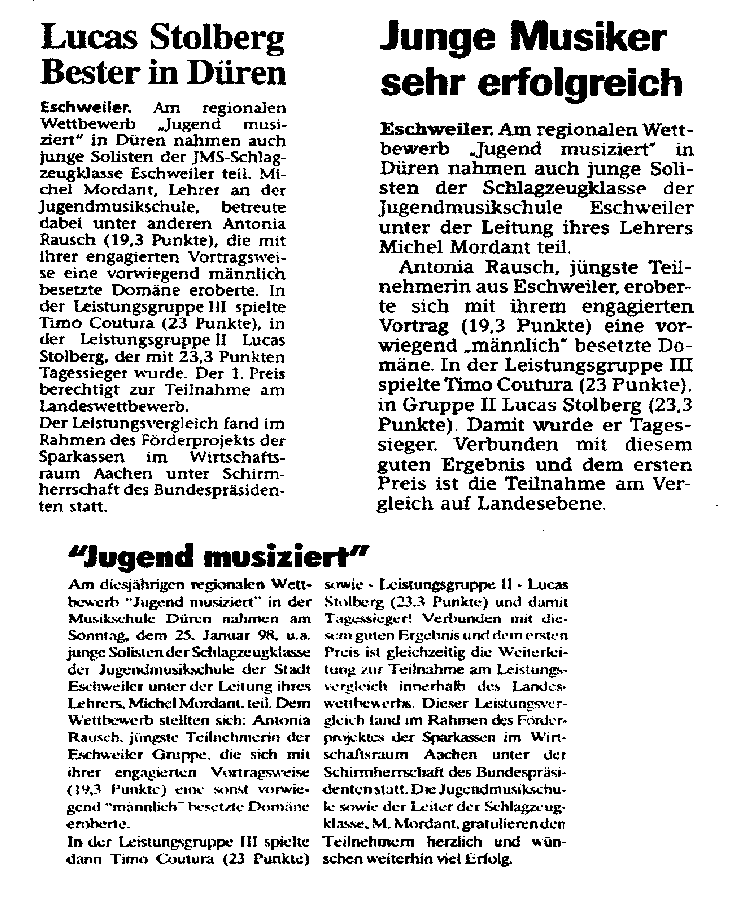 Lucas Stolberg
Bester in Düren
Eschweiler. Am regionalen
Wettbewerb „Jugend musi-
ziert" in Düren nahmen auch
junge Solisten der JMS-Schlag-
zeugklasse Eschweiler teil. Mi-
chel Mordant, Lehrer an der
Jugendmusikschule, betreute
dabei unter anderen Antonia
Rausch (19,3 Punkte), die mit
ihrer engagierten Vortragswei-
se eine vorwiegend männlich
besetzte Domäne eroberte. In
der Leistungsgruppe III spielte
Timo Coutura (23 Punkte), in
der Leistungsgruppe II Lucas
Stolberg, der mit 23,3 Punkten
Tagessieger wurde. Der 1. Preis
berechtigt zur Teilnahme am
Landeswettbewerb.
Der Leistungsvergleich fand im
Rahmen des Förderprojekts der
Sparkassen im Wirtschafts-
raum Aachen unter Schirm-
herrschaft des Bundespräsiden-
ten statt.
Junge Musiker
sehr erfolgreich
Eschweiler. Am regionalen Wett-
bewerb „Jugend musiziert" in
Düren nahmen auch junge Soli-
sten der Schlagzeugklasse der
Jugendmusikschule Eschweiler
unter der Leitung ihres Lehrers
Michel Mordant teil.
Antonia Rausch, jüngste Teil-
nehmerin aus Eschweiler, erober-
te sich mit ihrem engagierten
Vortrag (19,3 Punkte) eine vor-
wiegend „männlich" besetzte Do-
mäne. In der Leistungsgruppe III
spielte Timo Coutura (23 Punkte),
in Gruppe II Lucas Stolberg (23,3
Punkte). Damit wurde er Tages-
sieger. Verbunden mit diesem
guten Ergebnis und dem ersten
Preis ist die Teilnahme am Ver-
gleich auf Landesebene.
"Jugend musiziert"
Am diesjährigen regionalen Wett-
bewerb "Jugend musiziert" in der
Musikschule Düren nahmen am
Sonntag, dem 25. Januar 98, u.a.
junge Solisten der Schlagzeugklasse
der Jugendmusikschule der Stadt
Eschweiler unter der Leitung ihres
Lehrers, Michel Mordant, teil. Dem
Wettbewerb stellten sich: Antonia
Rausch, jüngste Teilnehmerin der
Eschweiler Gruppe, die sich mit
ihrer engagierten Vortragsweise
(19,3 Punkte) eine sonst vorwie-
gend "männlich" besetzte Domäne
eroberte.
In der Leistungsgruppe III spielte
dann Timo Coutura (23 Punkte)
sowie - Leistungsgruppe II - Lucas
Stolberg (23.3 Punkte) und damit
Tagessieger! Verbunden mit die-
sem guten Ergebnis und dem ersten
Preis ist gleichzeitig die Weiterlei-
tung zur Teilnahme am Leistungs-
vergleich innerhalb des Landes-
wettbewerbs. Dieser Leistungsver-
gleich fand im Rahmen des Förder-
projektes der Sparkassen im Wirt-
schaftsraum Aachen unter der
Schirmherrschaft des Bundespräsi-
denten statt. Die Jugendmusikschu-
le sowie der Leiter der Schlagzeug-
klasse, M. Mordant, gratulieren den
Teilnehmern herzlich und wün-
schen weiterhin viel Erfolg.